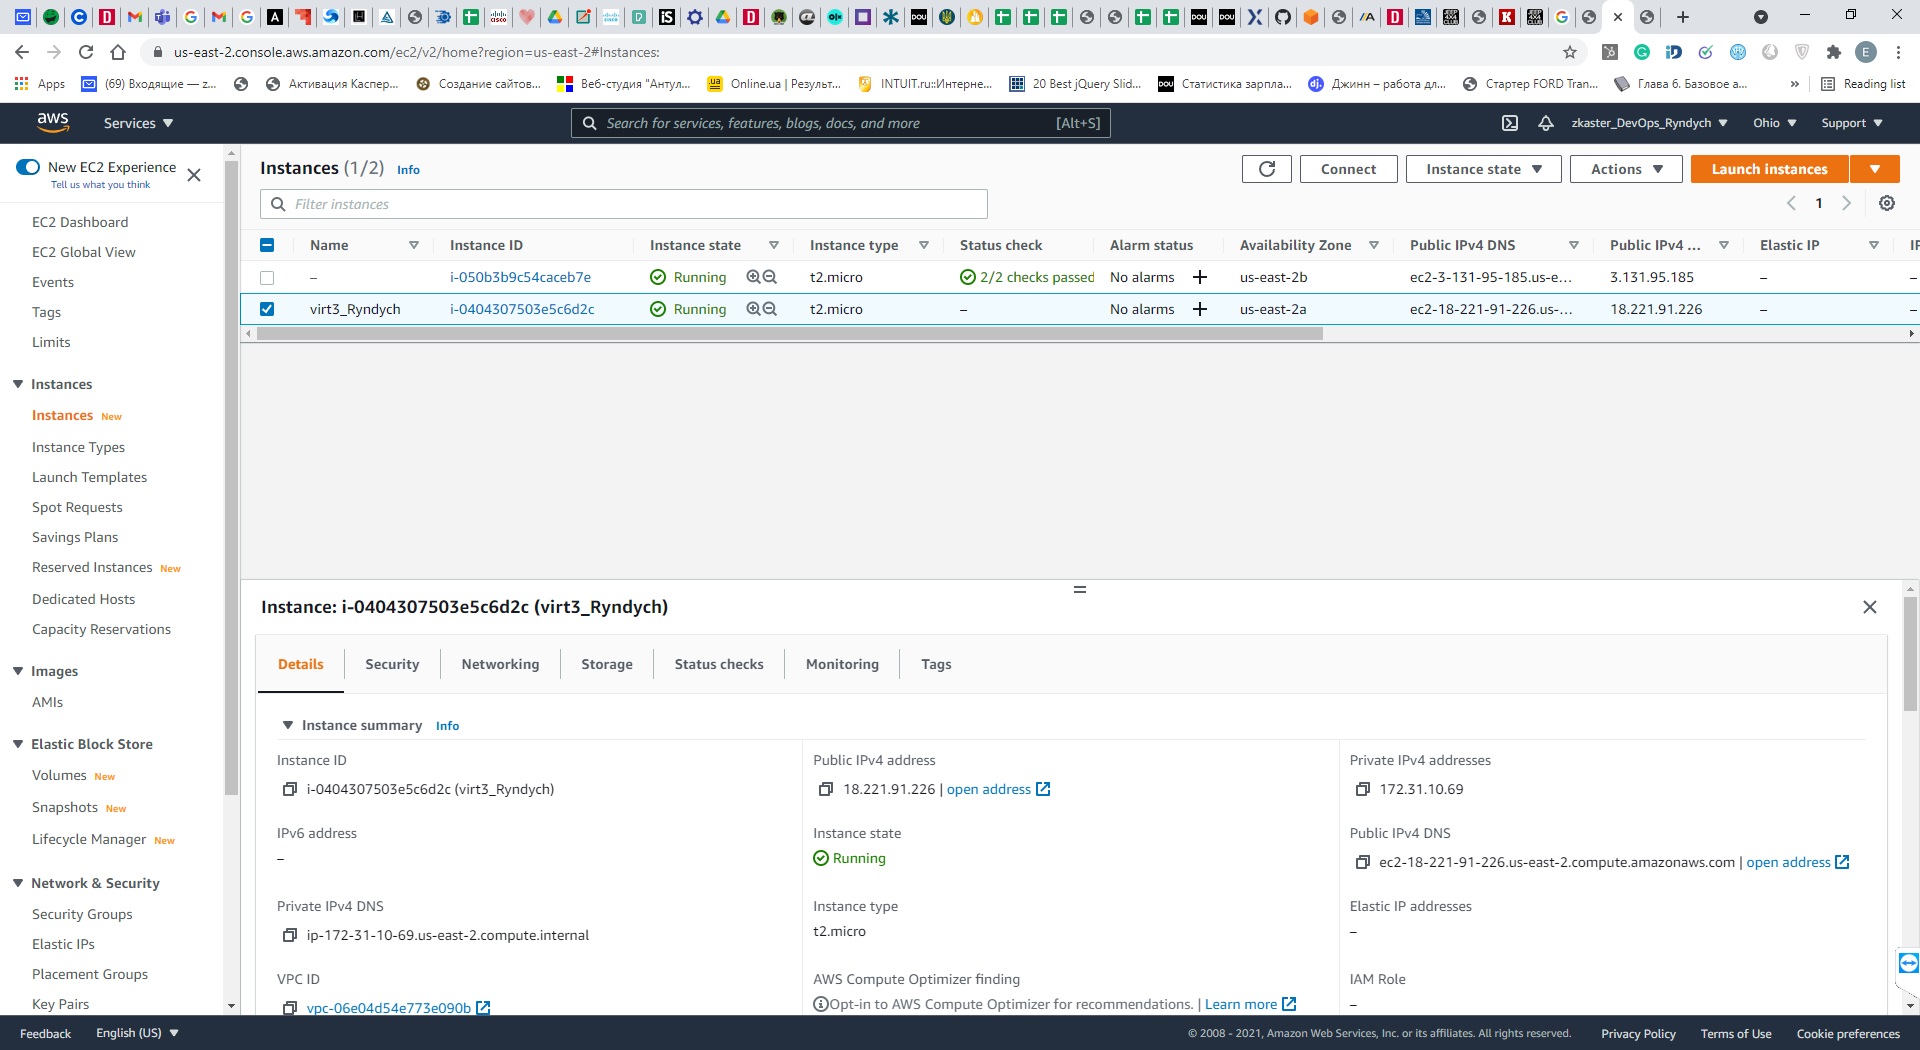 us-east-2.console.aws.amazon.com/ec2/v2/home?region=us-east-2#Instances:
Apps
(69) Входящие — z...
Активация Каспер...
Создание сайтов...
Веб-студия "Антул...
Online.ua | Результ...
INTUIT.ru::Интерне...
20 Best jQuery Slid...
Статистика зарпла...
Джинн – работа дл...
Стартер FORD Tran...
Глава 6. Базовое а...
»
Reading list
aws
Services
Search for services, features, blogs, docs, and more
[Alt+S]
zkaster_DevOps_Ryndych
Ohio
Support
New EC2 Experience
Tell us what you think
EC2 Dashboard
EC2 Global View
Events
Tags
Limits
Instances
Instances New
Instance Types
Launch Templates
Spot Requests
Savings Plans
Reserved Instances New
Dedicated Hosts
Capacity Reservations
Images
AMIs
Elastic Block Store
Volumes New
Snapshots New
Lifecycle Manager New
Network & Security
Security Groups
Elastic IPs
Placement Groups
Key Pairs
Instances (1/2) Info
Connect
Instance state
Actions
Launch instances
Filter instances
1
Name Instance ID Instance state Instance type Status check Alarm status Availability Zone Public IPv4 DNS Public IPv4 ... Elastic IP IP
– i-050b3b9c54caceb7e Running t2.micro 2/2 checks passed No alarms + us-east-2b ec2-3-131-95-185.us-e... 3.131.95.185 – –
virt3_Ryndych i-0404307503e5c6d2c Running t2.micro – No alarms + us-east-2a ec2-18-221-91-226.us-... 18.221.91.226 – –
Instance: i-0404307503e5c6d2c (virt3_Ryndych)
Details Security Networking Storage Status checks Monitoring Tags
Instance summary Info
Instance ID
i-0404307503e5c6d2c (virt3_Ryndych)
Public IPv4 address
18.221.91.226 | open address
Private IPv4 addresses
172.31.10.69
IPv6 address
–
Instance state
Running
Public IPv4 DNS
ec2-18-221-91-226.us-east-2.compute.amazonaws.com | open address
Private IPv4 DNS
ip-172-31-10-69.us-east-2.compute.internal
Instance type
t2.micro
Elastic IP addresses
–
VPC ID
vpc-06e04d54e773e090b
AWS Compute Optimizer finding
Opt-in to AWS Compute Optimizer for recommendations. | Learn more
IAM Role
–
Feedback
English (US)
© 2008 - 2021, Amazon Web Services, Inc. or its affiliates. All rights reserved.
Privacy Policy
Terms of Use
Cookie preferences